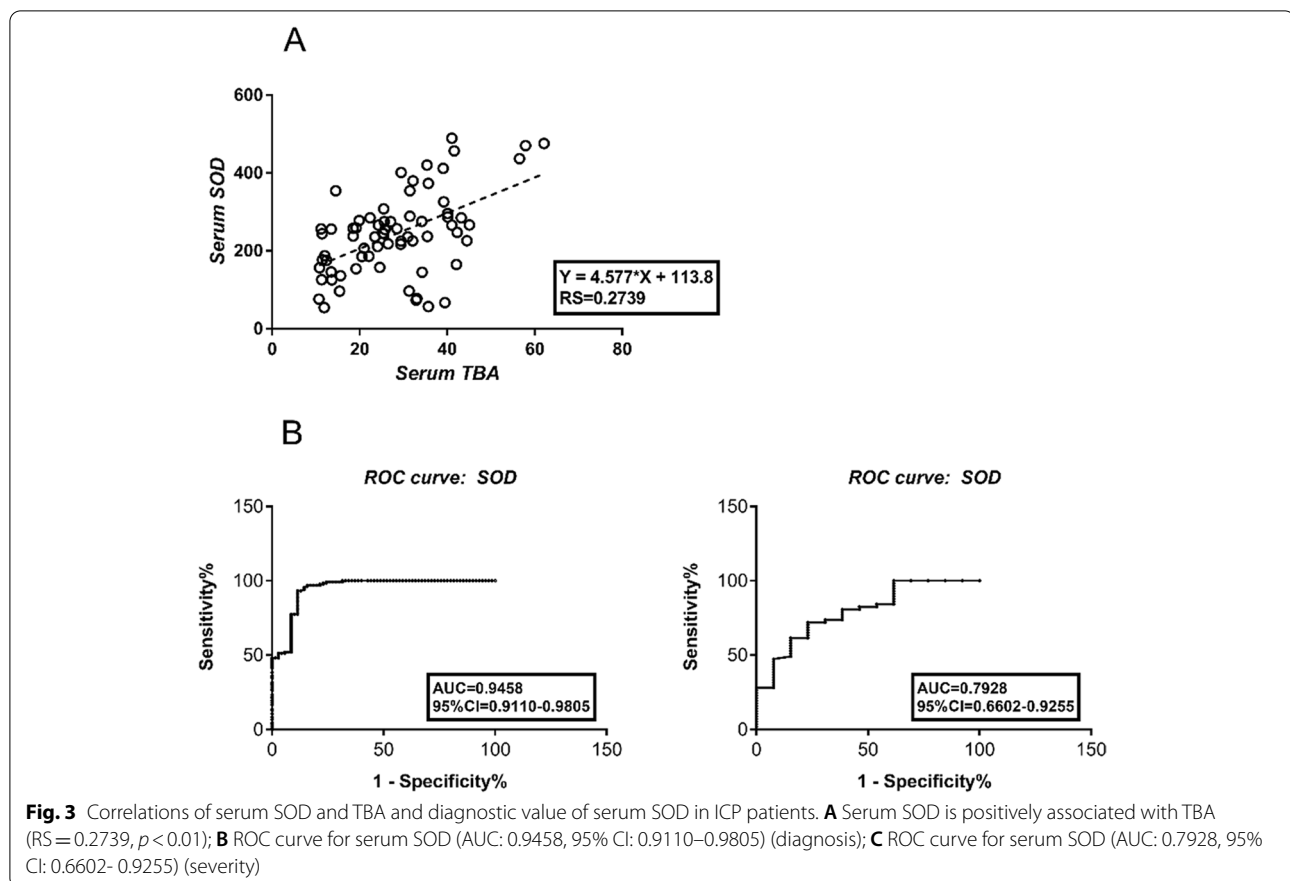 A
600
400
200
0
Serum SOD
Y = 4.577*X + 113.8
RS=0.2739
0 20 40 60 80
Serum TBA
B
ROC curve: SOD
150
100
50
0
Sensitivity%
AUC=0.9458
95%CI=0.9110-0.9805
0 50 100 150
1 - Specificity%
ROC curve: SOD
150
100
50
0
Sensitivity%
AUC=0.7928
95%CI=0.6602-0.9255
0 50 100 150
1 - Specificity%
Fig. 3 Correlations of serum SOD and TBA and diagnostic value of serum SOD in ICP patients. A Serum SOD is positively associated with TBA
(RS = 0.2739, p < 0.01); B ROC curve for serum SOD (AUC: 0.9458, 95% CI: 0.9110–0.9805) (diagnosis); C ROC curve for serum SOD (AUC: 0.7928, 95%
CI: 0.6602- 0.9255) (severity)